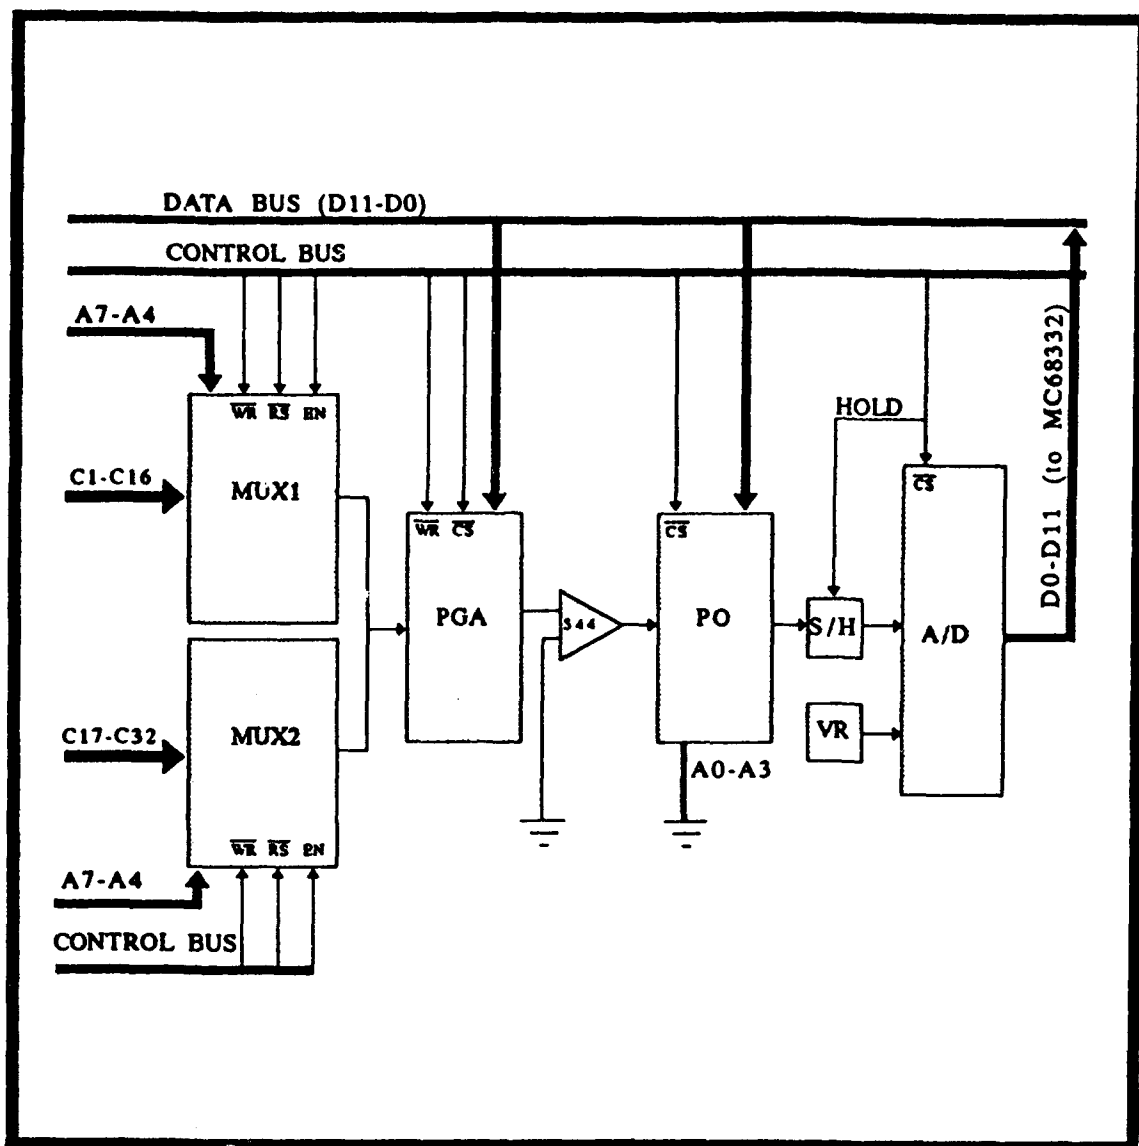 DATA BUS (D11-D0)
CONTROL BUS
A7-A4
WR RS EN
C1-C16
MUX1
HOLD
D0-D11 (to MC68332)
CS
WR CS
CS
PGA
544
PO
S/H
A/D
C17-C32
MUX2
VR
A0-A3
WR RS EN
A7-A4
CONTROL BUS